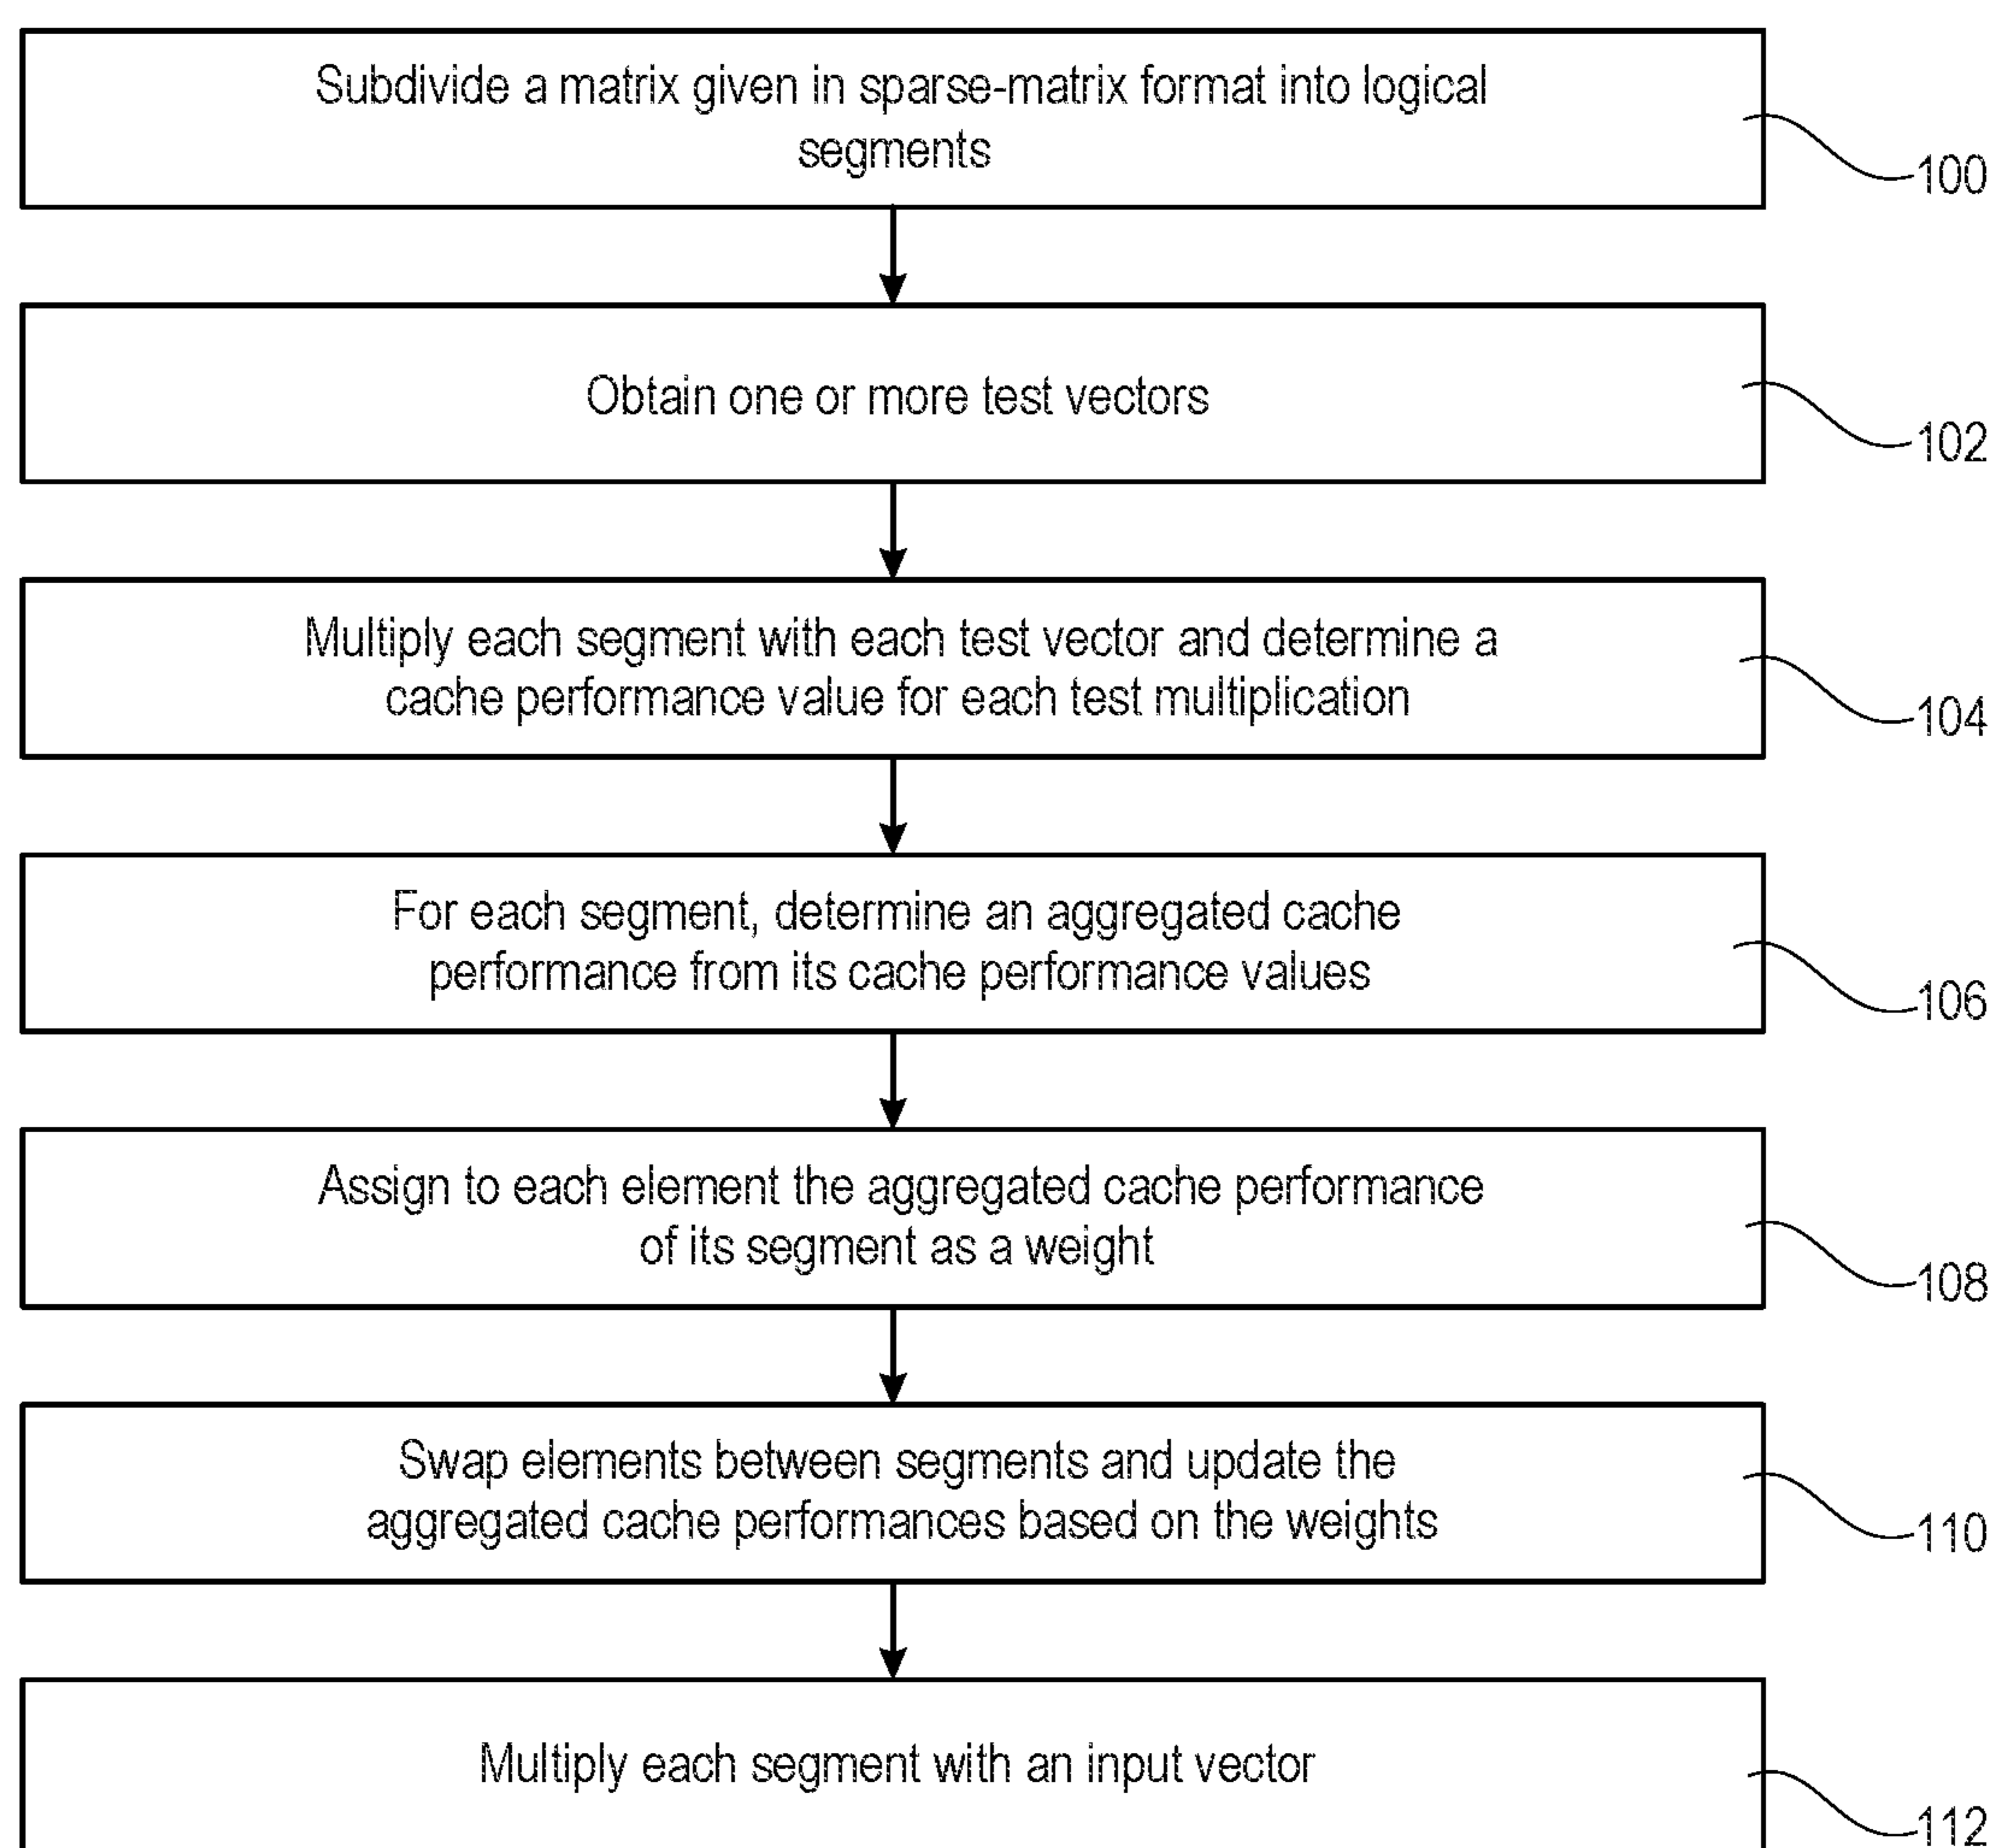 Subdivide a matrix given in sparse-matrix format into logical
segments
100
Obtain one or more test vectors
102
Multiply each segment with each test vector and determine a
cache performance value for each test multiplication
104
For each segment, determine an aggregated cache
performance from its cache performance values
106
Assign to each element the aggregated cache performance
of its segment as a weight
108
Swap elements between segments and update the
aggregated cache performances based on the weights
110
Multiply each segment with an input vector
112